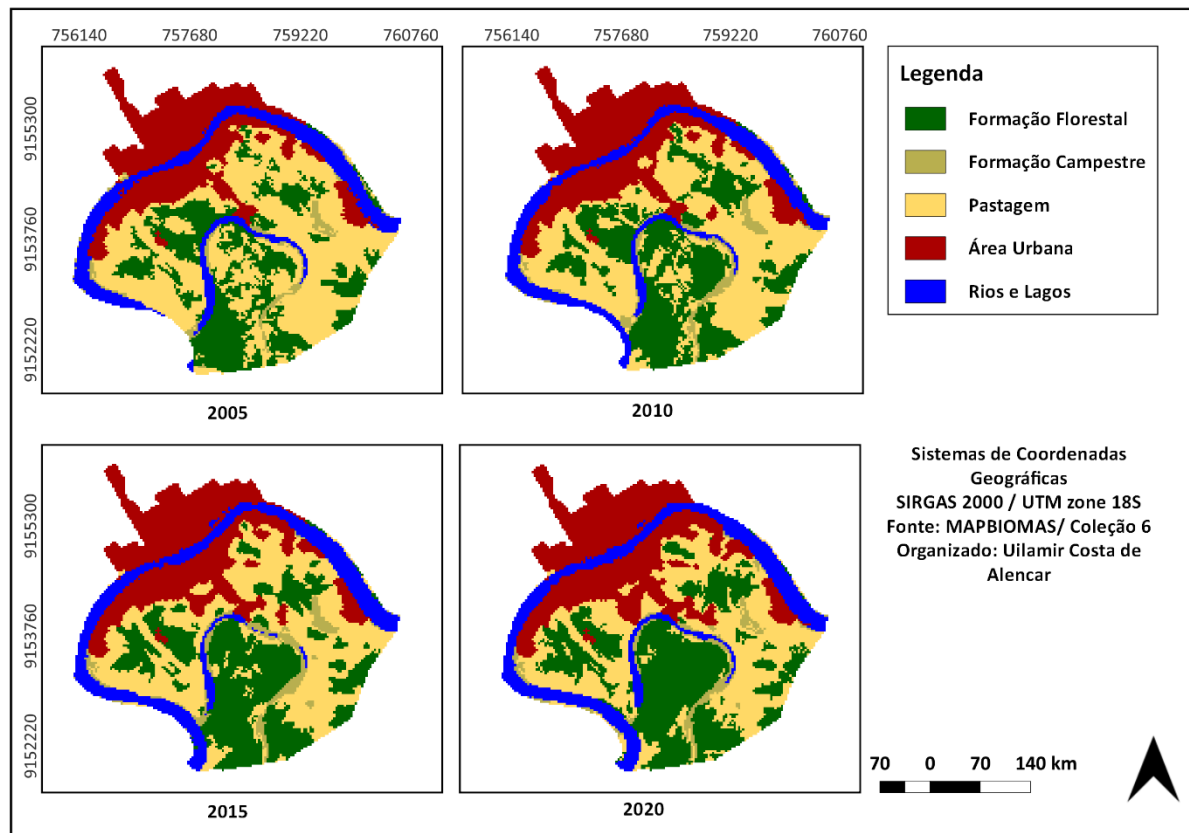 756140 757680 759220 760760
756140 757680 759220 760760
9155300
9153760
9152220
2005
2010
Legenda
Formação Florestal
Formação Campestre
Pastagem
Área Urbana
Rios e Lagos
9155300
9153760
9152220
2015
2020
Sistemas de Coordenadas
Geográficas
SIRGAS 2000 / UTM zone 18S
Fonte: MAPBIOMAS/ Coleção 6
Organizado: Uilamir Costa de
Alencar
70 0 70 140 km